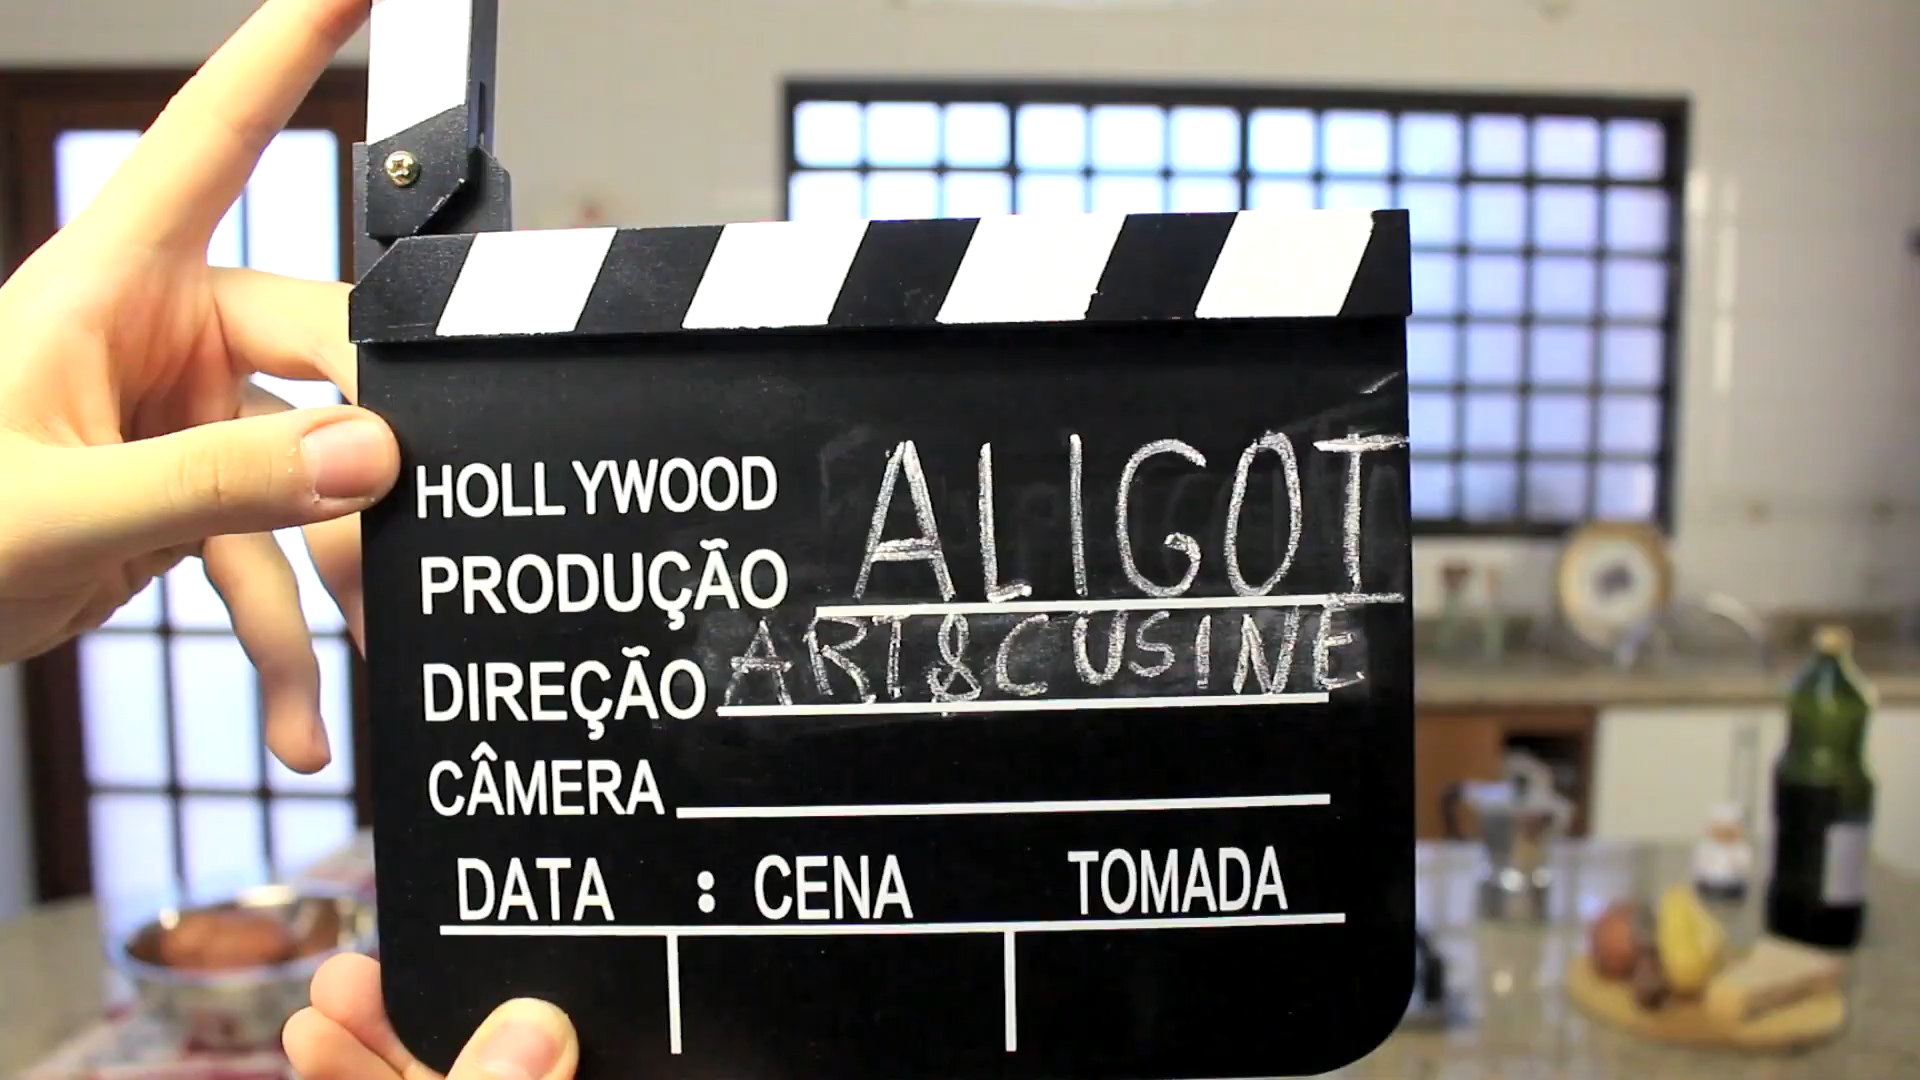 HOLLYWOOD
PRODUÇÃO ALIGOT
DIREÇÃO ART&CUSINE
CÂMERA
DATA : CENA TOMADA